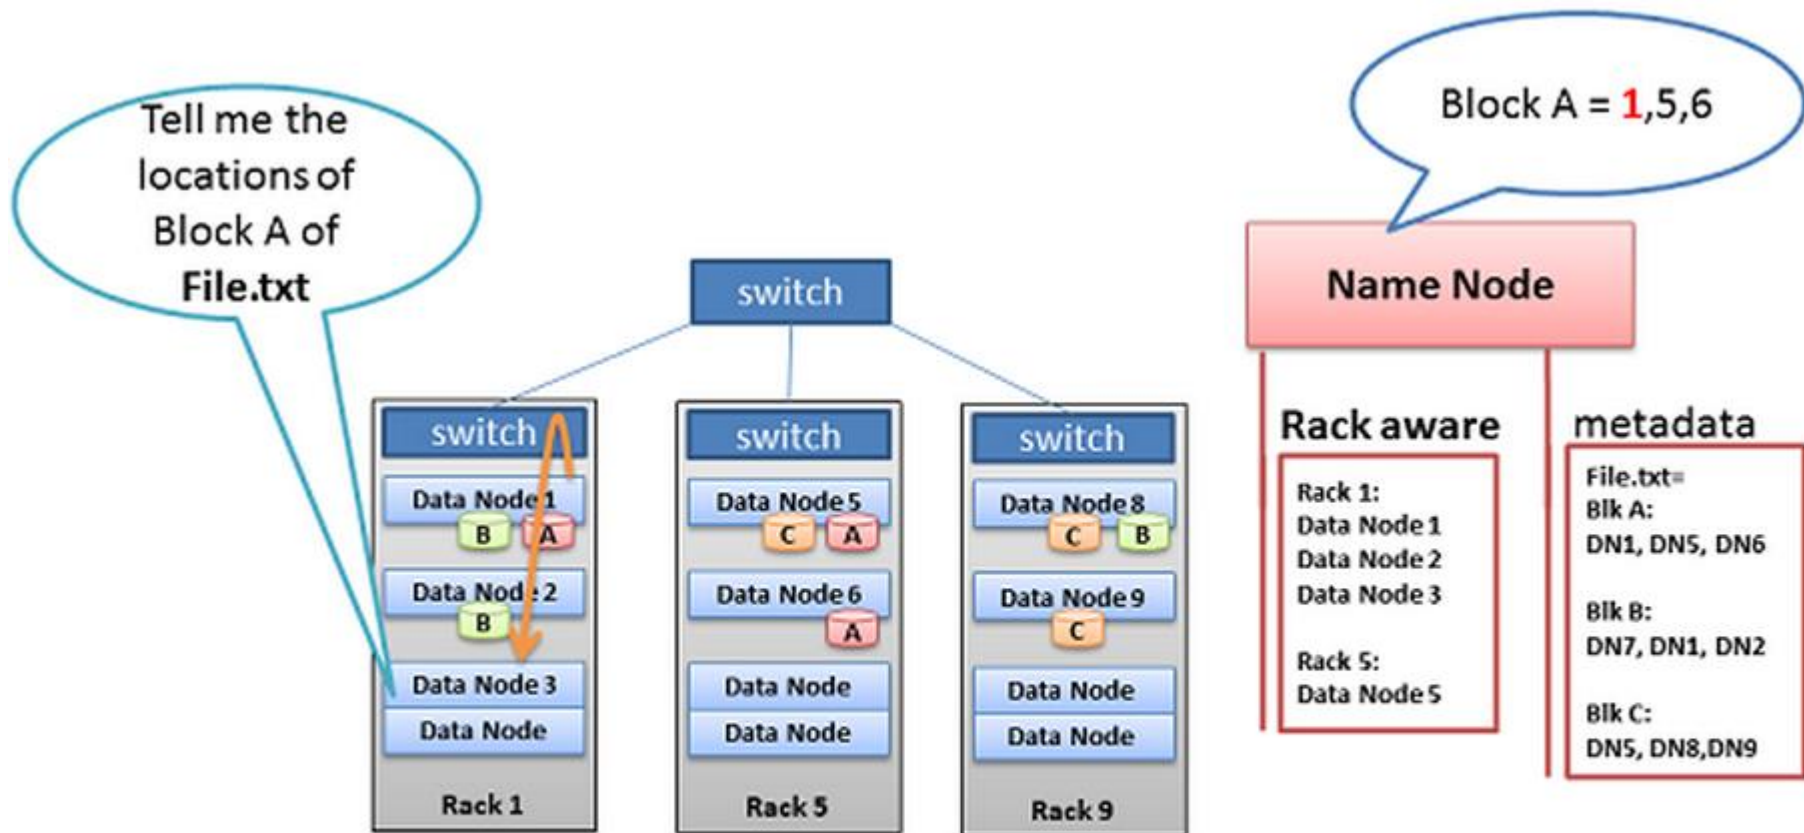 Tell me the
locations of
Block A of
File.txt
Block A = 1,5,6
Name Node
switch
switch
Data Node 1
B
A
Data Node 2
B
Data Node 3
Data Node
Rack 1
switch
Data Node 5
C
A
Data Node 6
A
Data Node
Data Node
Rack 5
switch
Data Node 8
C
B
Data Node 9
C
Data Node
Data Node
Rack 9
Rack aware
Rack 1:
Data Node 1
Data Node 2
Data Node 3
Rack 5:
Data Node 5
metadata
File.txt=
Blk A:
DN1, DN5, DN6
Blk B:
DN7, DN1, DN2
Blk C:
DN5, DN8,DN9